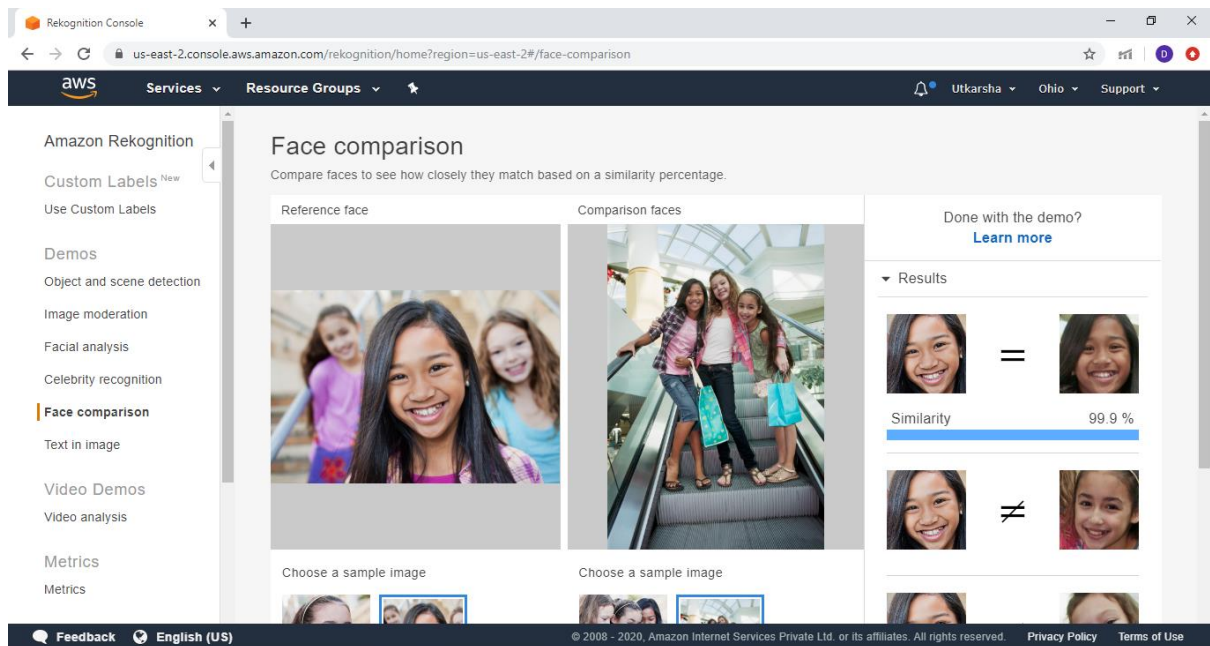 Rekognition Console
us-east-2.console.aws.amazon.com/rekognition/home?region=us-east-2#/face-comparison
D
aws Services Resource Groups Utkarsha Ohio Support
Amazon Rekognition
Custom Labels New
Use Custom Labels
Demos
Object and scene detection
Image moderation
Facial analysis
Celebrity recognition
Face comparison
Text in image
Video Demos
Video analysis
Metrics
Metrics
Face comparison
Compare faces to see how closely they match based on a similarity percentage.
Reference face
Comparison faces
Choose a sample image
Choose a sample image
Done with the demo?
Learn more
Results
=
Similarity 99.9 %
≠
Feedback English (US) © 2008 - 2020, Amazon Internet Services Private Ltd. or its affiliates. All rights reserved. Privacy Policy Terms of Use